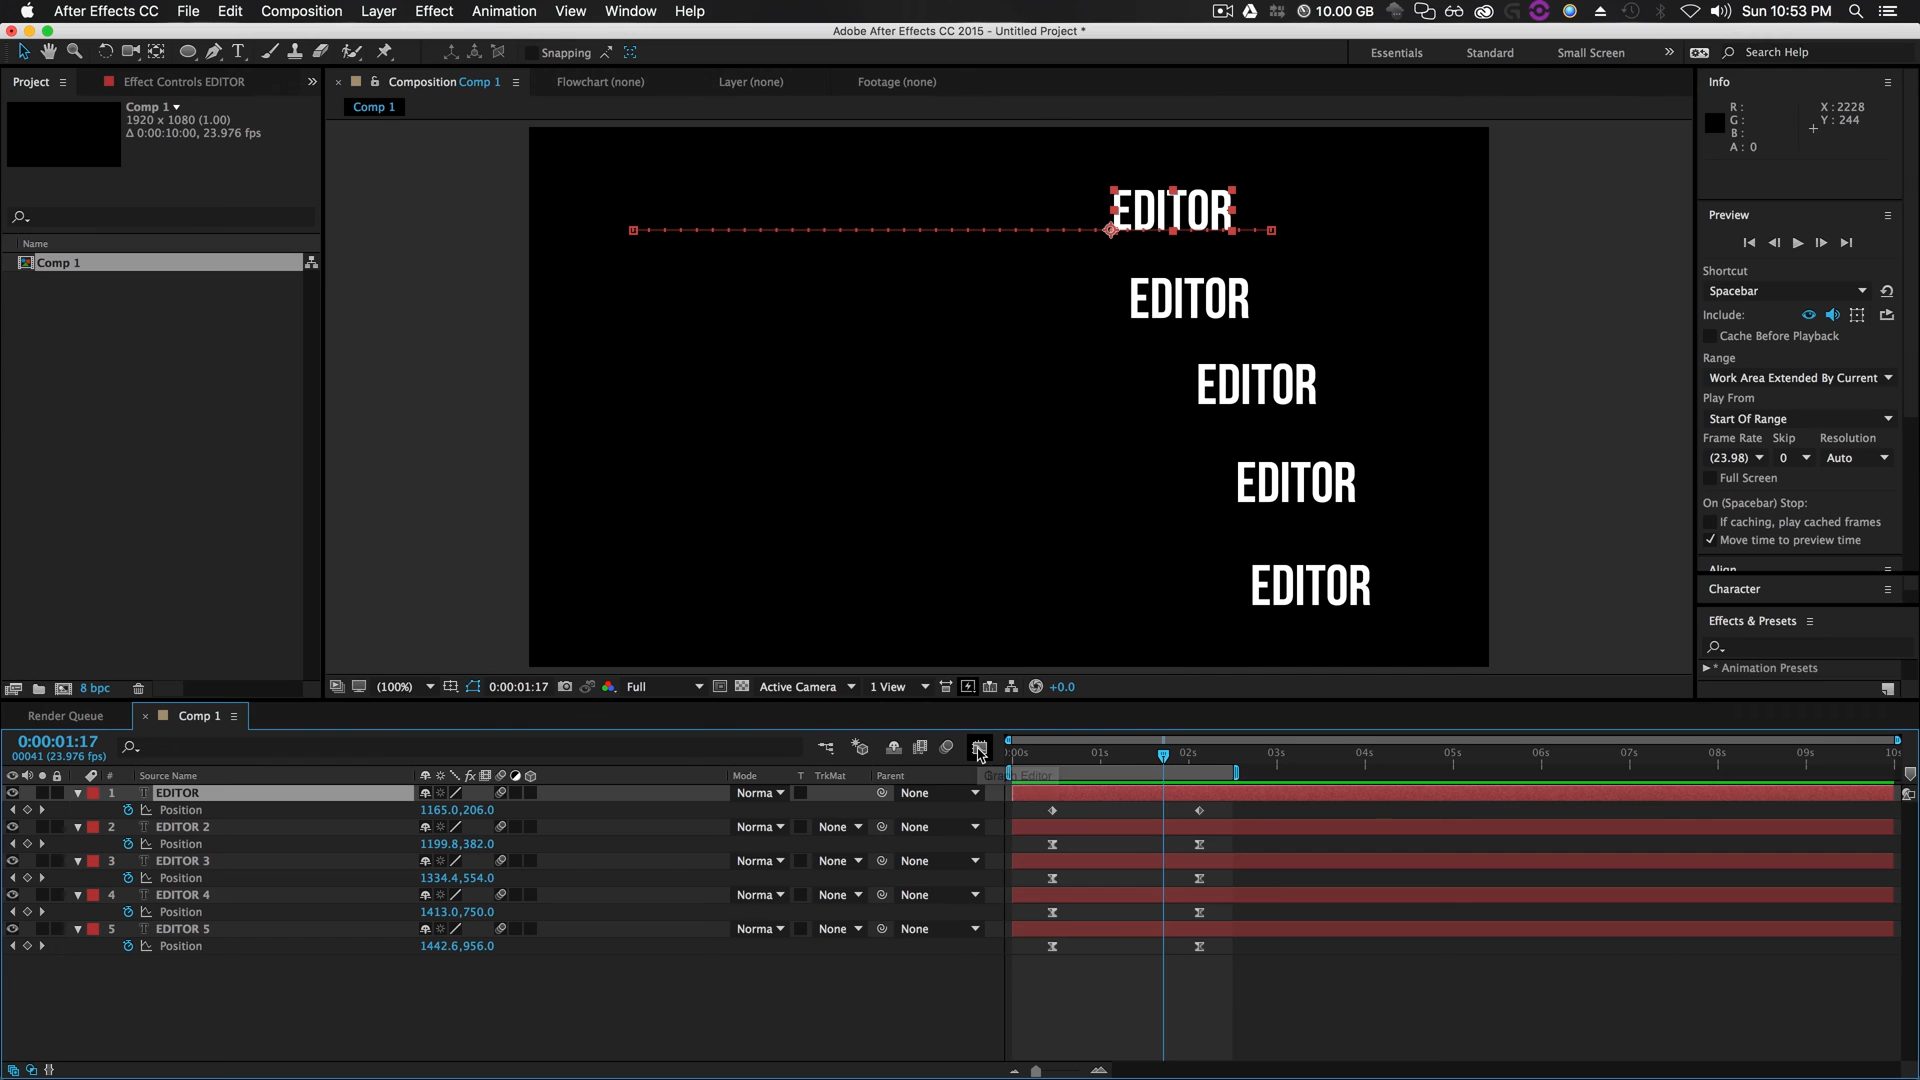 After Effects CC File Edit Composition Layer Effect Animation View Window Help 10.00 GB Sun 10:53 PM
Adobe After Effects CC 2015 - Untitled Project *
Snapping Essentials Standard Small Screen Search Help
Project Effect Controls EDITOR Composition Comp 1 Flowchart (none) Layer (none) Footage (none) Info
Comp 1 Comp 1
1920 x 1080 (1.00)
Δ 0:00:10:00, 23.976 fps
R : X : 2228
G : Y : 244
B :
A : 0
EDITOR
EDITOR
EDITOR
EDITOR
EDITOR
Name
Comp 1
Preview
Shortcut
Spacebar
Include:
Cache Before Playback
Range
Work Area Extended By Current
Play From
Start Of Range
Frame Rate Skip Resolution
(23.98) 0 Auto
Full Screen
On (Spacebar) Stop:
If caching, play cached frames
Move time to preview time
Align
Character
Effects & Presets
* Animation Presets
8 bpc (100%) 0:00:01:17 Full Active Camera 1 View +0.0
Render Queue Comp 1
0:00:01:17
00041 (23.976 fps)
:00s 01s 02s 03s 04s 05s 06s 07s 08s 09s 10s
Graph Editor
# Source Name Mode T TrkMat Parent
1 T EDITOR Norma None
Position 1165.0,206.0
2 T EDITOR 2 Norma None None
Position 1199.8,382.0
3 T EDITOR 3 Norma None None
Position 1334.4,554.0
4 T EDITOR 4 Norma None None
Position 1413.0,750.0
5 T EDITOR 5 Norma None None
Position 1442.6,956.0